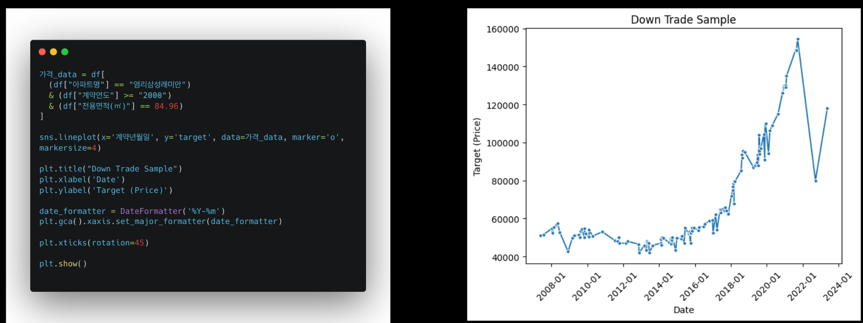 가격_data = df[
(df["아파트명"] == "염리삼성래미안")
& (df["계약연도"] >= "2000")
& (df["전용면적(㎡)"] == 84.96)
]
sns.lineplot(x='계약년월일', y='target', data=가격_data, marker='o',
markersize=4)
plt.title("Down Trade Sample")
plt.xlabel('Date')
plt.ylabel('Target (Price)')
date_formatter = DateFormatter('%Y-%m')
plt.gca().xaxis.set_major_formatter(date_formatter)
plt.xticks(rotation=45)
plt.show()
Down Trade Sample
Target (Price)
160000
140000
120000
100000
80000
60000
40000
2008-01
2010-01
2012-01
2014-01
2016-01
2018-01
2020-01
2022-01
2024-01
Date